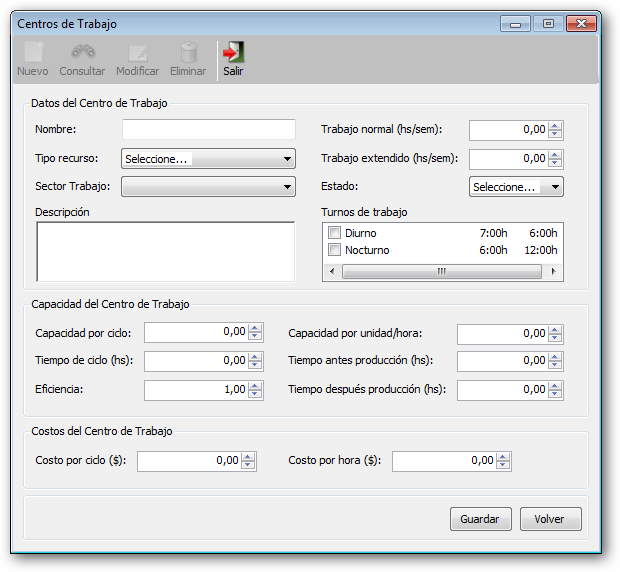 Centros de Trabajo
Nuevo Consultar Modificar Eliminar Salir
Datos del Centro de Trabajo
Nombre: Trabajo normal (hs/sem): 0,00
Tipo recurso: Seleccione... Trabajo extendido (hs/sem): 0,00
Sector Trabajo: Estado: Seleccione...
Descripción Turnos de trabajo
Diurno 7:00h 6:00h
Nocturno 6:00h 12:00h
Capacidad del Centro de Trabajo
Capacidad por ciclo: 0,00 Capacidad por unidad/hora: 0,00
Tiempo de ciclo (hs): 0,00 Tiempo antes producción (hs): 0,00
Eficiencia: 1,00 Tiempo después producción (hs): 0,00
Costos del Centro de Trabajo
Costo por ciclo ($): 0,00 Costo por hora ($): 0,00
Guardar Volver